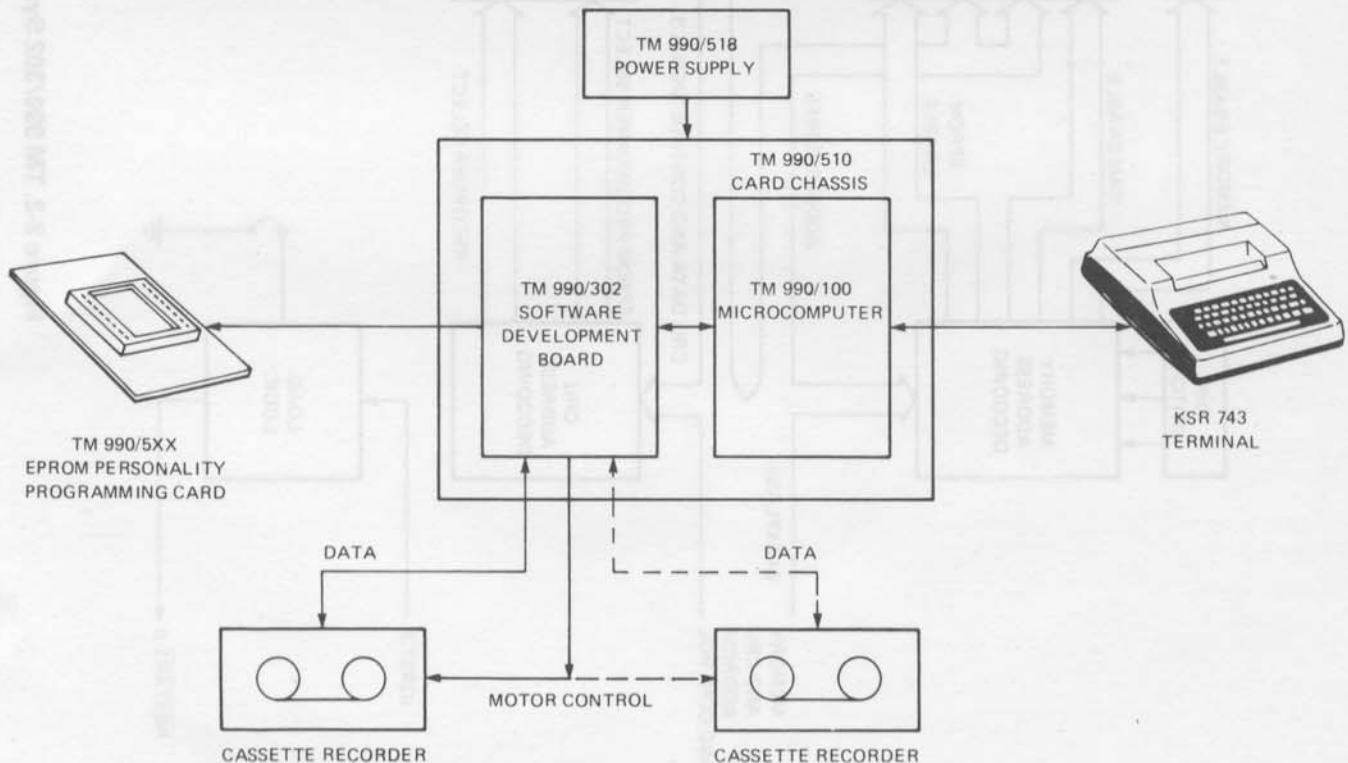 TM 990/518
POWER SUPPLY
TM 990/510
CARD CHASSIS
TM 990/302
SOFTWARE
DEVELOPMENT
BOARD
TM 990/100
MICROCOMPUTER
TM 990/5XX
EPROM PERSONALITY
PROGRAMMING CARD
KSR 743
TERMINAL
DATA
DATA
MOTOR CONTROL
CASSETTE RECORDER
CASSETTE RECORDER